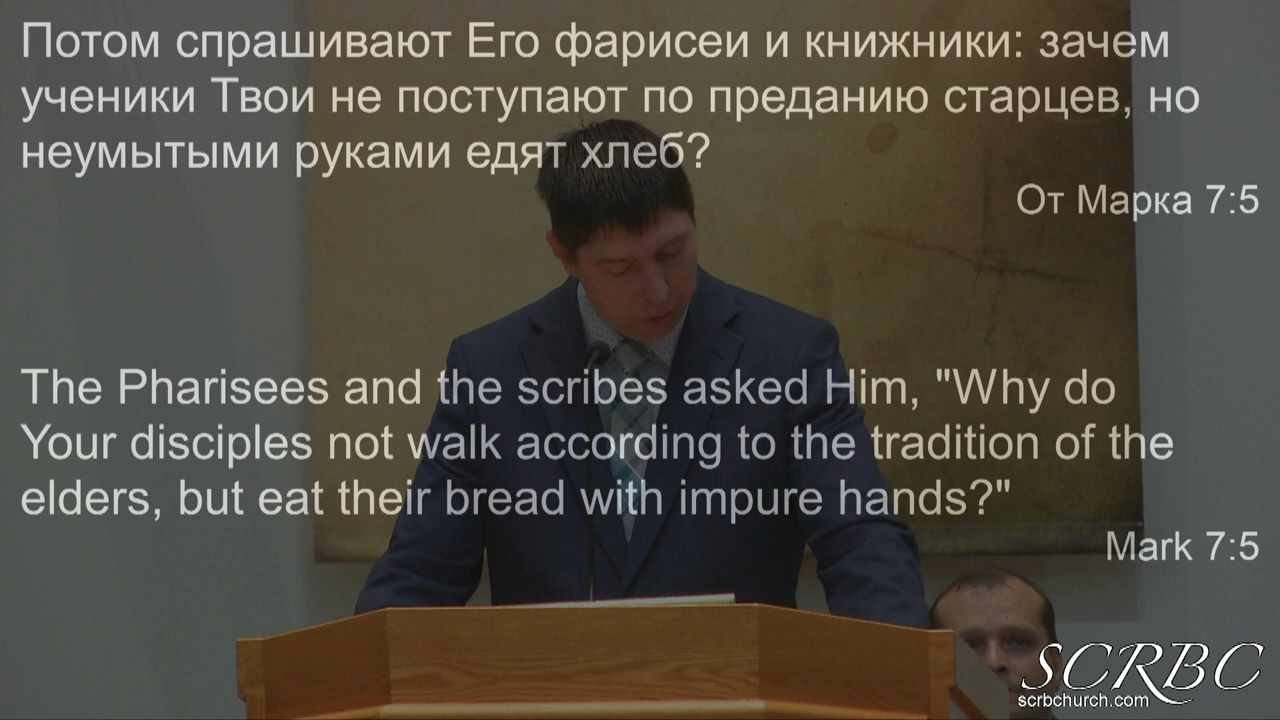 Потом спрашивают Его фарисеи и книжники: зачем
ученики Твои не поступают по преданию старцев, но
неумытыми руками едят хлеб?
От Марка 7:5
The Pharisees and the scribes asked Him, "Why do
Your disciples not walk according to the tradition of the
elders, but eat their bread with impure hands?"
Mark 7:5
SCRBC
scrbchurch.com